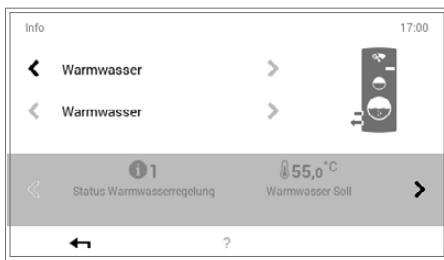 Info 17:00
Warmwasser
Warmwasser
1 55,0°C
Status Warmwasserregelung Warmwasser Soll
?